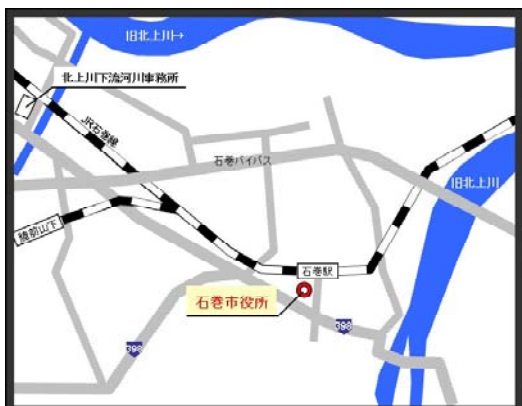 旧北上川→
北上川下流河川事務所
JR石巻線
石巻バイパス
旧北上川
陸前山下
石巻駅
石巻市役所
398
398